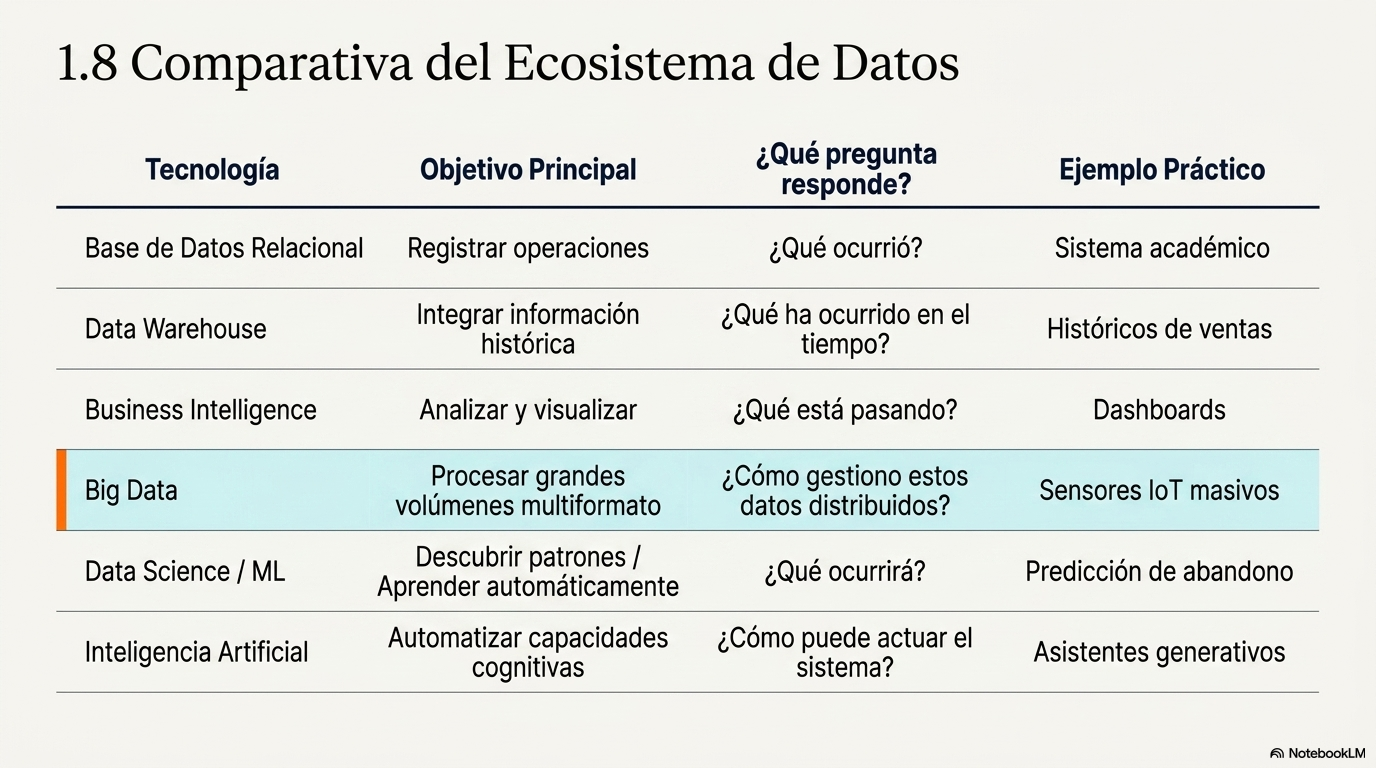 1.8 Comparativa del Ecosistema de Datos
Tecnología
Objetivo Principal
¿Qué pregunta
responde?
Ejemplo Práctico
Base de Datos Relacional
Registrar operaciones
¿Qué ocurrió?
Sistema académico
Data Warehouse
Integrar información
histórica
¿Qué ha ocurrido en el
tiempo?
Históricos de ventas
Business Intelligence
Analizar y visualizar
¿Qué está pasando?
Dashboards
Big Data
Procesar grandes
volúmenes multiformato
¿Cómo gestiono estos
datos distribuidos?
Sensores IoT masivos
Data Science / ML
Descubrir patrones /
Aprender automáticamente
¿Qué ocurrirá?
Predicción de abandono
Inteligencia Artificial
Automatizar capacidades
cognitivas
¿Cómo puede actuar el
sistema?
Asistentes generativos
NotebookLM